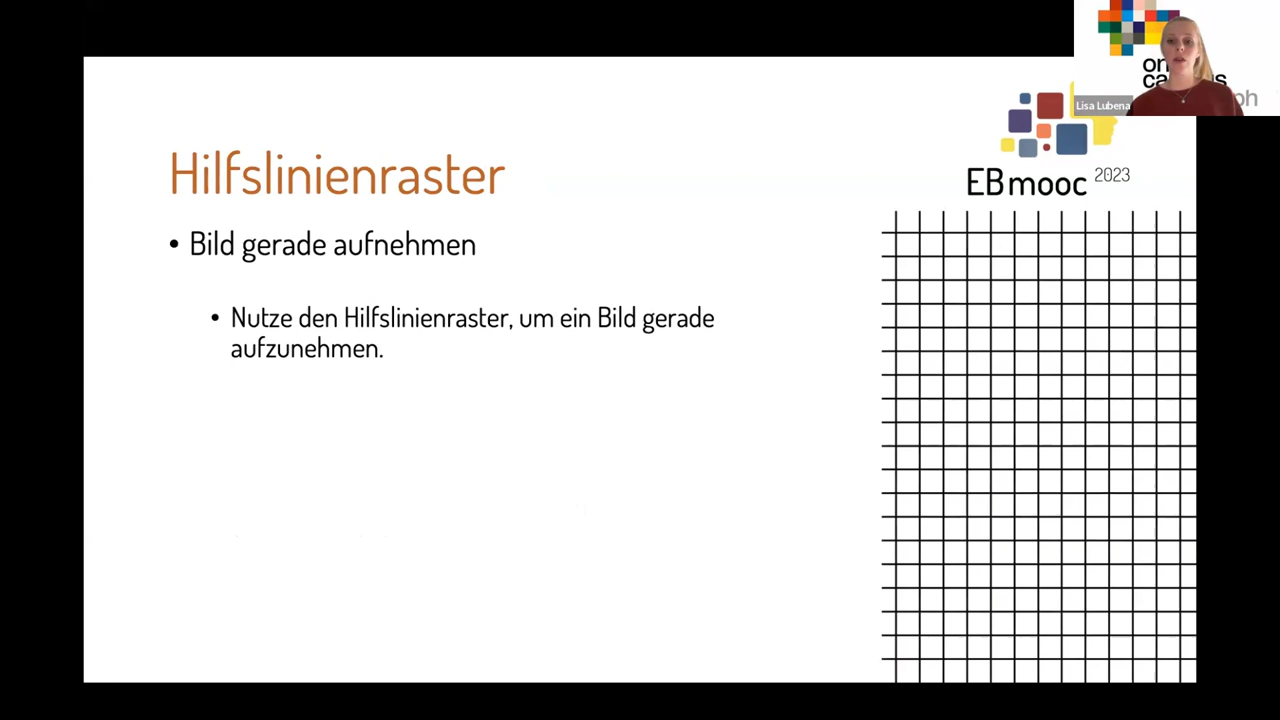 Lisa Lubena
EBmooc 2023
Hilfslinienraster
• Bild gerade aufnehmen
• Nutze den Hilfslinienraster, um ein Bild gerade
aufzunehmen.